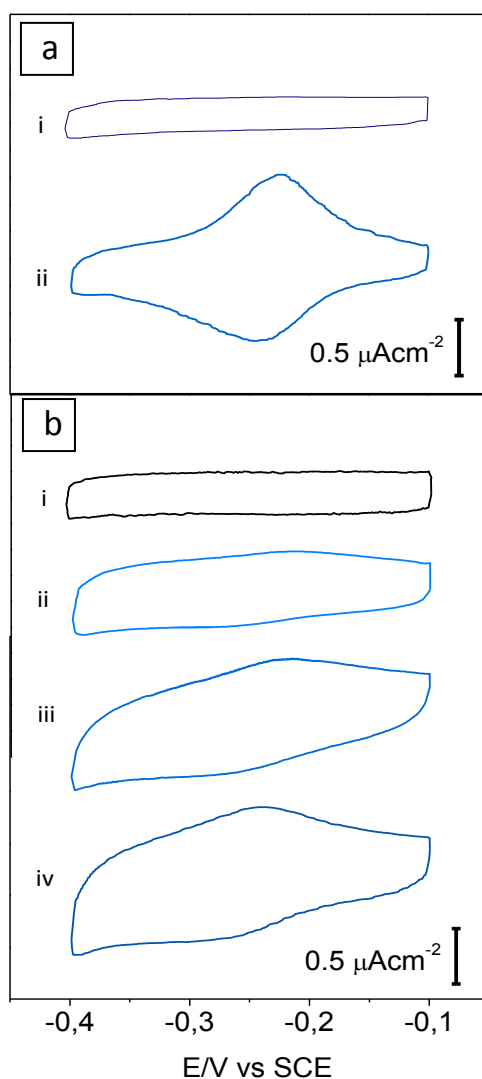 a
i
ii
0.5 μAcm-2
b
i
ii
iii
iv
0.5 μAcm-2
-0,4 -0,3 -0,2 -0,1
E/V vs SCE